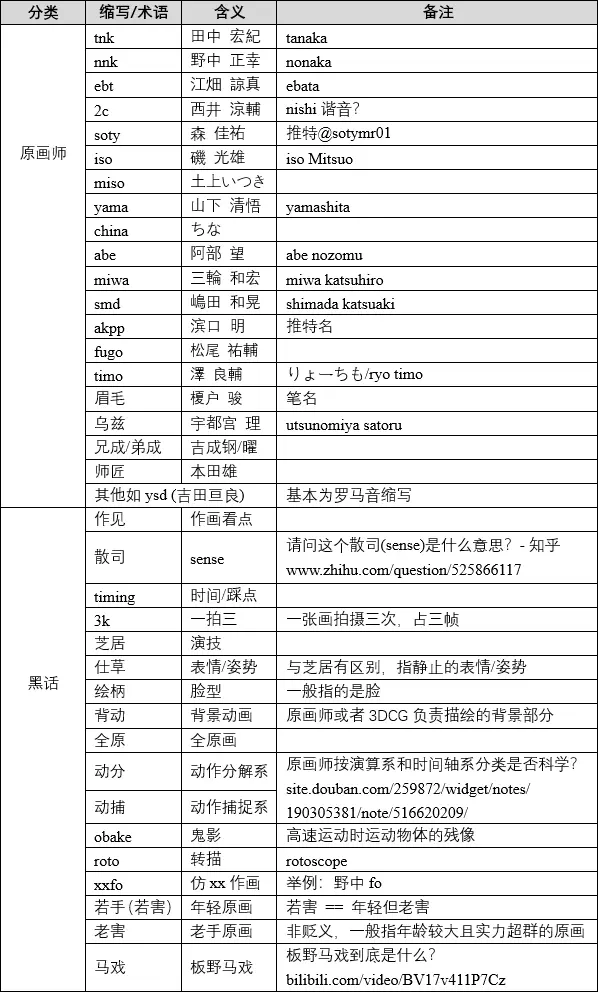 分类 缩写/术语 含义 备注
原画师
tnk 田中 宏紀 tanaka
nnk 野中 正幸 nonaka
ebt 江畑 諒真 ebata
2c 西井 涼輔 nishi 谐音？
soty 森 佳祐 推特@sotymr01
iso 磯 光雄 iso Mitsuo
miso 土上いつき
yama 山下 清悟 yamashita
china ちな
abe 阿部 望 abe nozomu
miwa 三輪 和宏 miwa katsuhiro
smd 嶋田 和晃 shimada katsuaki
akpp 滨口 明 推特名
fugo 松尾 祐輔
timo 澤 良輔 りょーちも/ryo timo
眉毛 榎户 骏 笔名
乌兹 宇都宫 理 utsunomiya satoru
兄成/弟成 吉成钢/曜
师匠 本田雄
其他如 ysd (吉田亘良) 基本为罗马音缩写
黑话
作见 作画看点
散司 sense 请问这个散司(sense)是什么意思？- 知乎
www.zhihu.com/question/525866117
timing 时间/踩点
3k 一拍三 一张画拍摄三次，占三帧
芝居 演技
仕草 表情/姿势 与芝居有区别，指静止的表情/姿势
绘柄 脸型 一般指的是脸
背动 背景动画 原画师或者 3DCG 负责描绘的背景部分
全原 全原画
动分 动作分解系 原画师按演算系和时间轴系分类是否科学？
site.douban.com/259872/widget/notes/
动捕 动作捕捉系 190305381/note/516620209/
obake 鬼影 高速运动时运动物体的残像
roto 转描 rotoscope
xxfo 仿 xx 作画 举例：野中 fo
若手(若害) 年轻原画 若害 == 年轻但老害
老害 老手原画 非贬义，一般指年龄较大且实力超群的原画
马戏 板野马戏 板野马戏到底是什么？
bilibili.com/video/BV17v411P7Cz